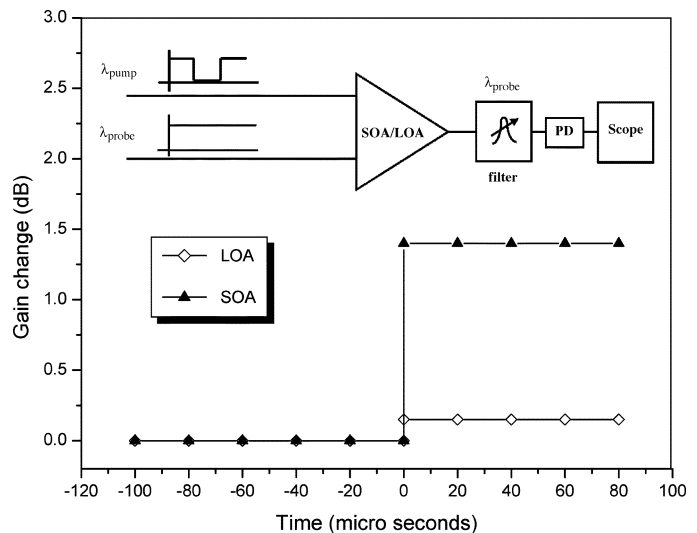 3.0
2.5
2.0
1.5
1.0
0.5
0.0
Gain change (dB)
λpump
λprobe
SOA/LOA
λprobe
filter
PD
Scope
LOA
SOA
-120 -100 -80 -60 -40 -20 0 20 40 60 80 100
Time (micro seconds)